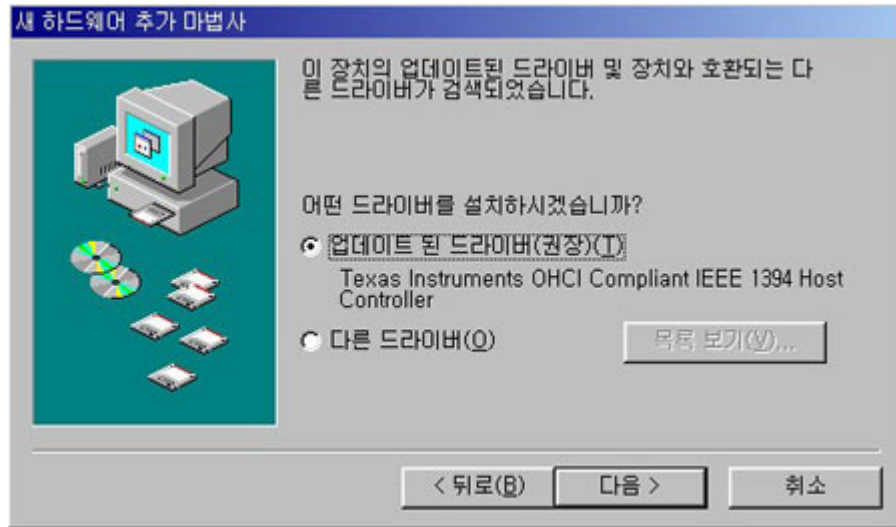 새 하드웨어 추가 마법사
이 장치의 업데이트된 드라이버 및 장치와 호환되는 다
른 드라이버가 검색되었습니다.
어떤 드라이버를 설치하시겠습니까?
업데이트 된 드라이버(권장)(T)
Texas Instruments OHCI Compliant IEEE 1394 Host
Controller
다른 드라이버(O)
목록 보기(V)...
< 뒤로(B)
다음 >
취소